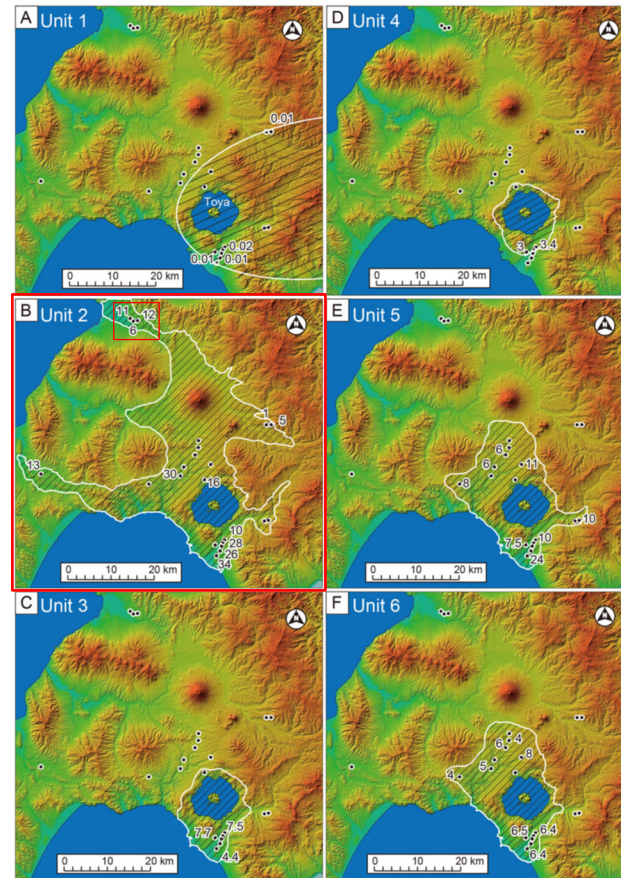 A Unit 1
N
0.01
Toya
0.02
0.01 0.01
0 10 20 km
D Unit 4
N
3 3.4
0 10 20 km
B Unit 2
N
11 12
6
1
5
13
30
16
10
28
26
34
0 10 20 km
E Unit 5
N
6
6 11
8
10
10
7.5
24
0 10 20 km
C Unit 3
N
7.5
7.7
4.4
0 10 20 km
F Unit 6
N
4
6
8
5
4
6.4
6.5
6.4
0 10 20 km